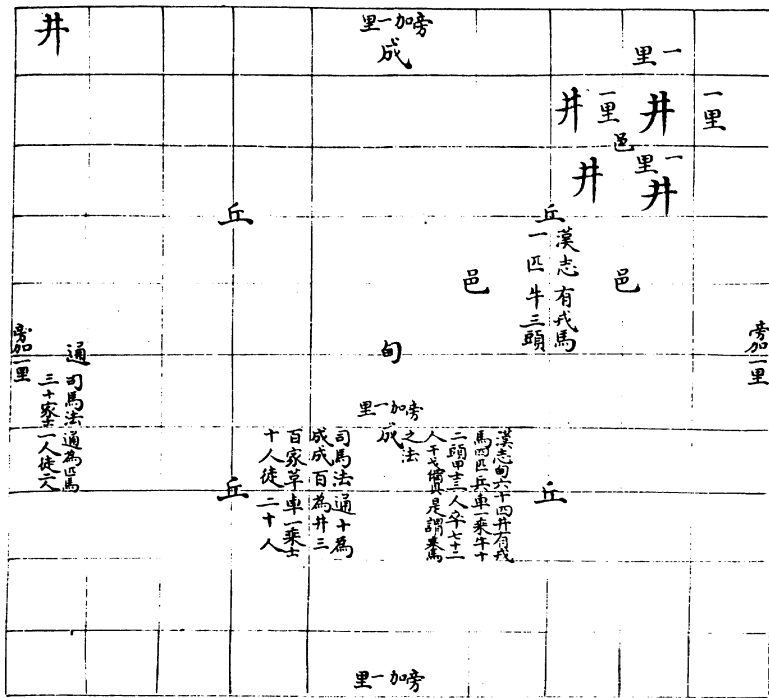 井
旁加一里
成
一里
一里
井
一里
井
邑
一里
井
井
丘
丘
漢志有戎馬
一匹牛三頭
邑
邑
旁加一里
甸
旁加一里
通
司馬法通為匹馬
三十家士一人徒二人
旁加一里
成
之法
漢志甸六十四井有戎
馬四匹兵車一乘牛十
二頭甲士三人卒七十二
人干戈備具是謂乘馬
司馬法通十為
成成百為井三
百家革車一乘士
十人徒二十人
丘
丘
旁加一里